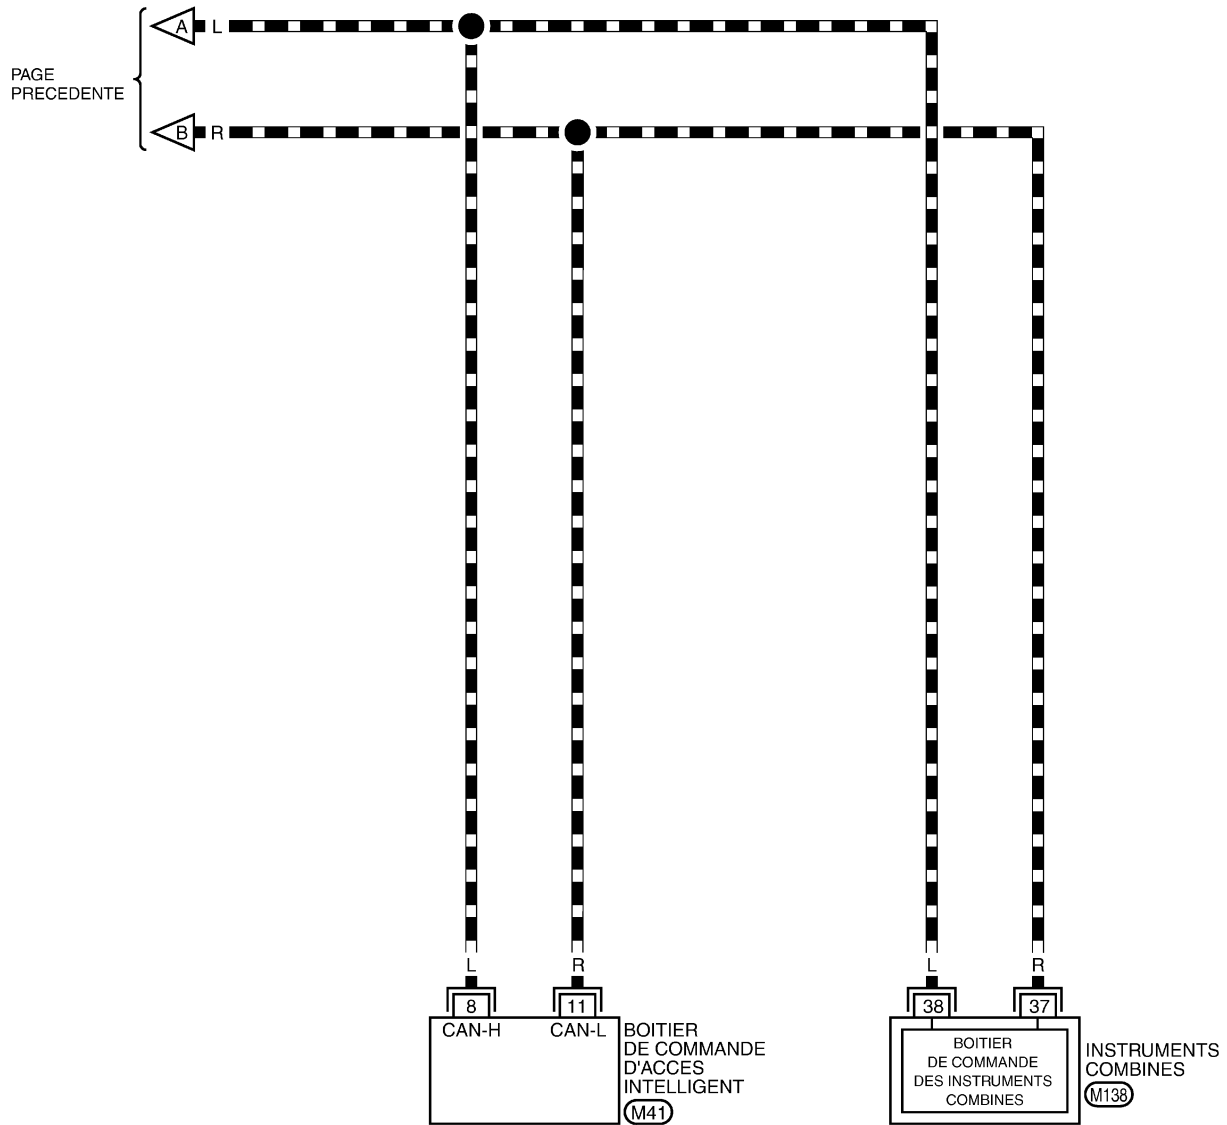 A L
PAGE
PRECEDENTE
B R
L R L R
8 11 38 37
CAN-H CAN-L
BOITIER
DE COMMANDE
D'ACCES
INTELLIGENT
M41
BOITIER
DE COMMANDE
DES INSTRUMENTS
COMBINES
INSTRUMENTS
COMBINES
M138